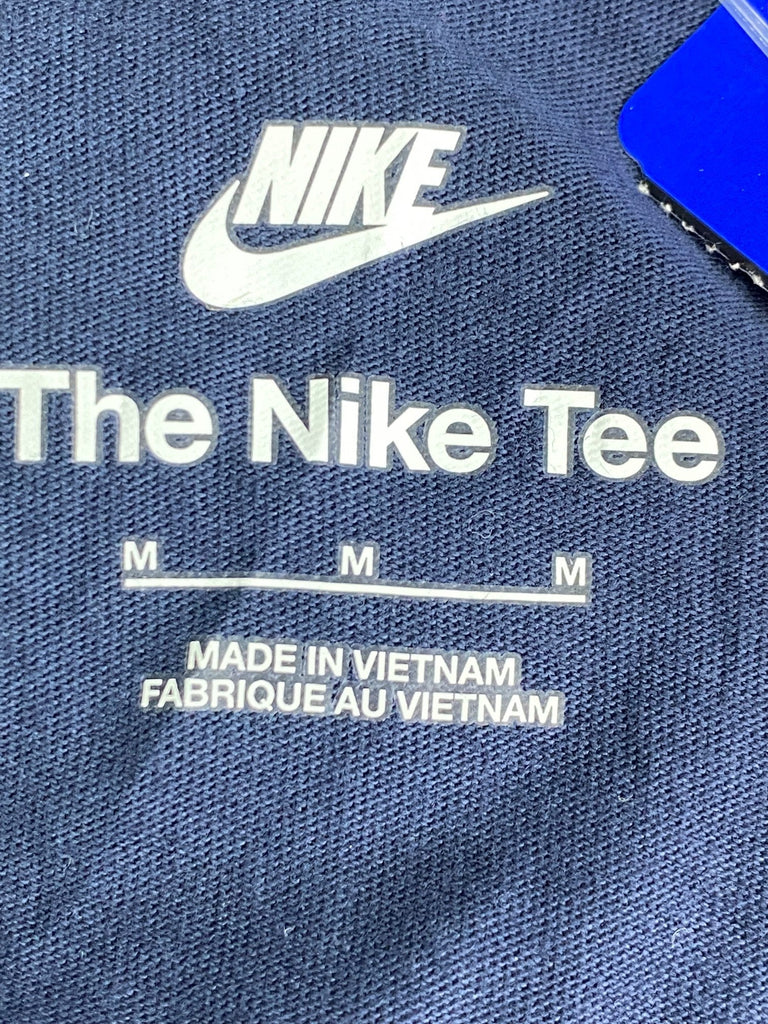 NIKE
The Nike Tee
M M M
MADE IN VIETNAM
FABRIQUE AU VIETNAM